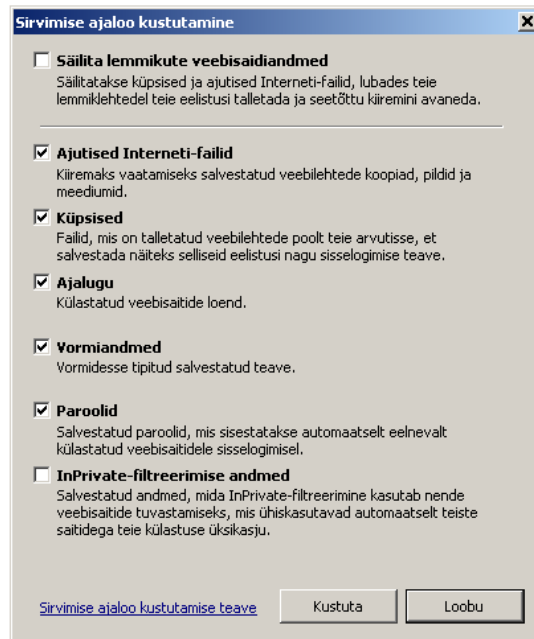 Sirvimise ajaloo kustutamine
Säilita lemmikute veebisaidiandmed
Säilitatakse küpsised ja ajutised Interneti-failid, lubades teie
lemmiklehtedel teie eelistusi talletada ja seetõttu kiiremini avaneda.
Ajutised Interneti-failid
Kiiremaks vaatamiseks salvestatud veebilehtede koopiad, pildid ja
meediumid.
Küpsised
Failid, mis on talletatud veebilehtede poolt teie arvutisse, et
salvestada näiteks selliseid eelistusi nagu sisselogimise teave.
Ajalugu
Külastatud veebisaitide loend.
Vormiandmed
Vormidesse tipitud salvestatud teave.
Paroolid
Salvestatud paroolid, mis sisestatakse automaatselt eelnevalt
külastatud veebisaitidele sisselogimisel.
InPrivate-filtreerimise andmed
Salvestatud andmed, mida InPrivate-filtreerimine kasutab nende
veebisaitide tuvastamiseks, mis ühiskasutavad automaatselt teiste
saitidega teie külastuse üksikasju.
Sirvimise ajaloo kustutamise teave
Kustuta
Loobu